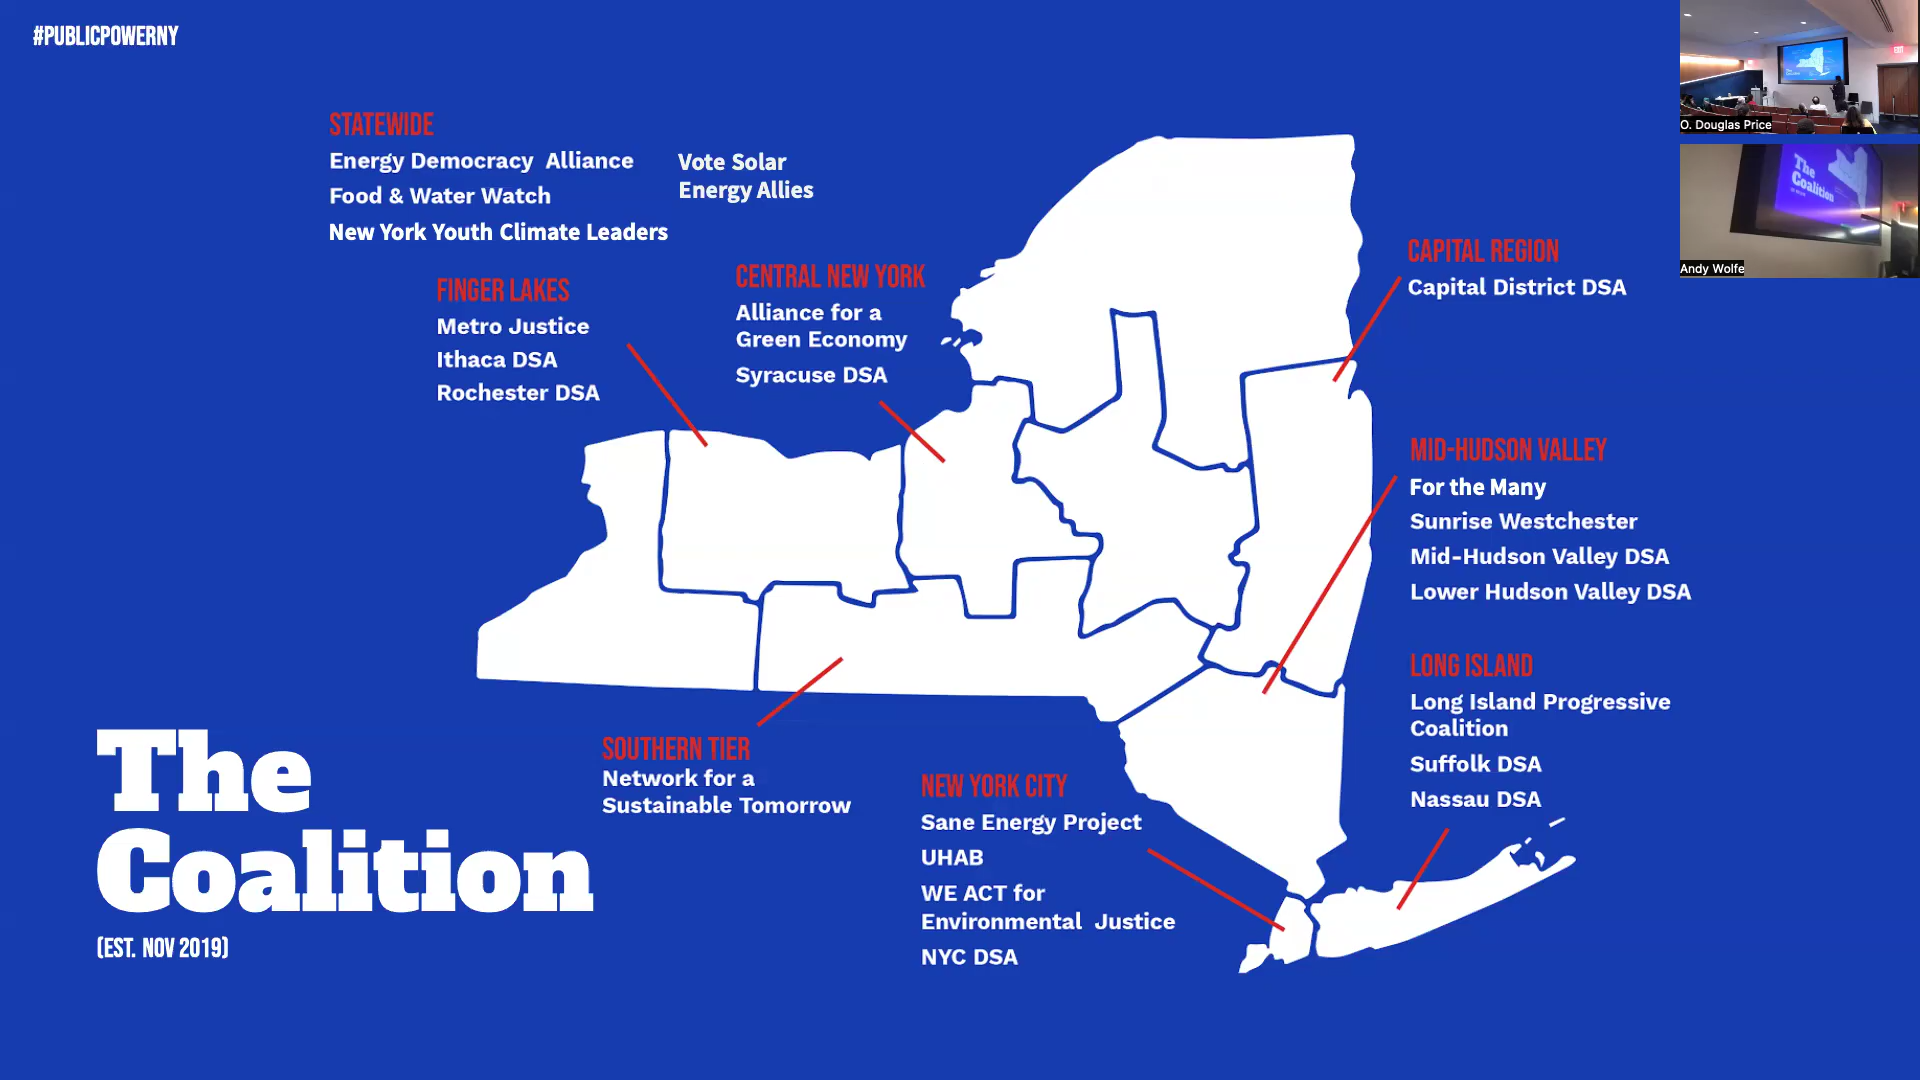 #PUBLICPOWERNY
STATEWIDE
Energy Democracy Alliance
Food & Water Watch
New York Youth Climate Leaders
Vote Solar
Energy Allies
FINGER LAKES
Metro Justice
Ithaca DSA
Rochester DSA
CENTRAL NEW YORK
Alliance for a
Green Economy
Syracuse DSA
CAPITAL REGION
Capital District DSA
MID-HUDSON VALLEY
For the Many
Sunrise Westchester
Mid-Hudson Valley DSA
Lower Hudson Valley DSA
LONG ISLAND
Long Island Progressive
Coalition
Suffolk DSA
Nassau DSA
SOUTHERN TIER
Network for a
Sustainable Tomorrow
NEW YORK CITY
Sane Energy Project
UHAB
WE ACT for
Environmental Justice
NYC DSA
The
Coalition
(EST. NOV 2019)
O. Douglas Price
The
Coalition
Andy Wolfe